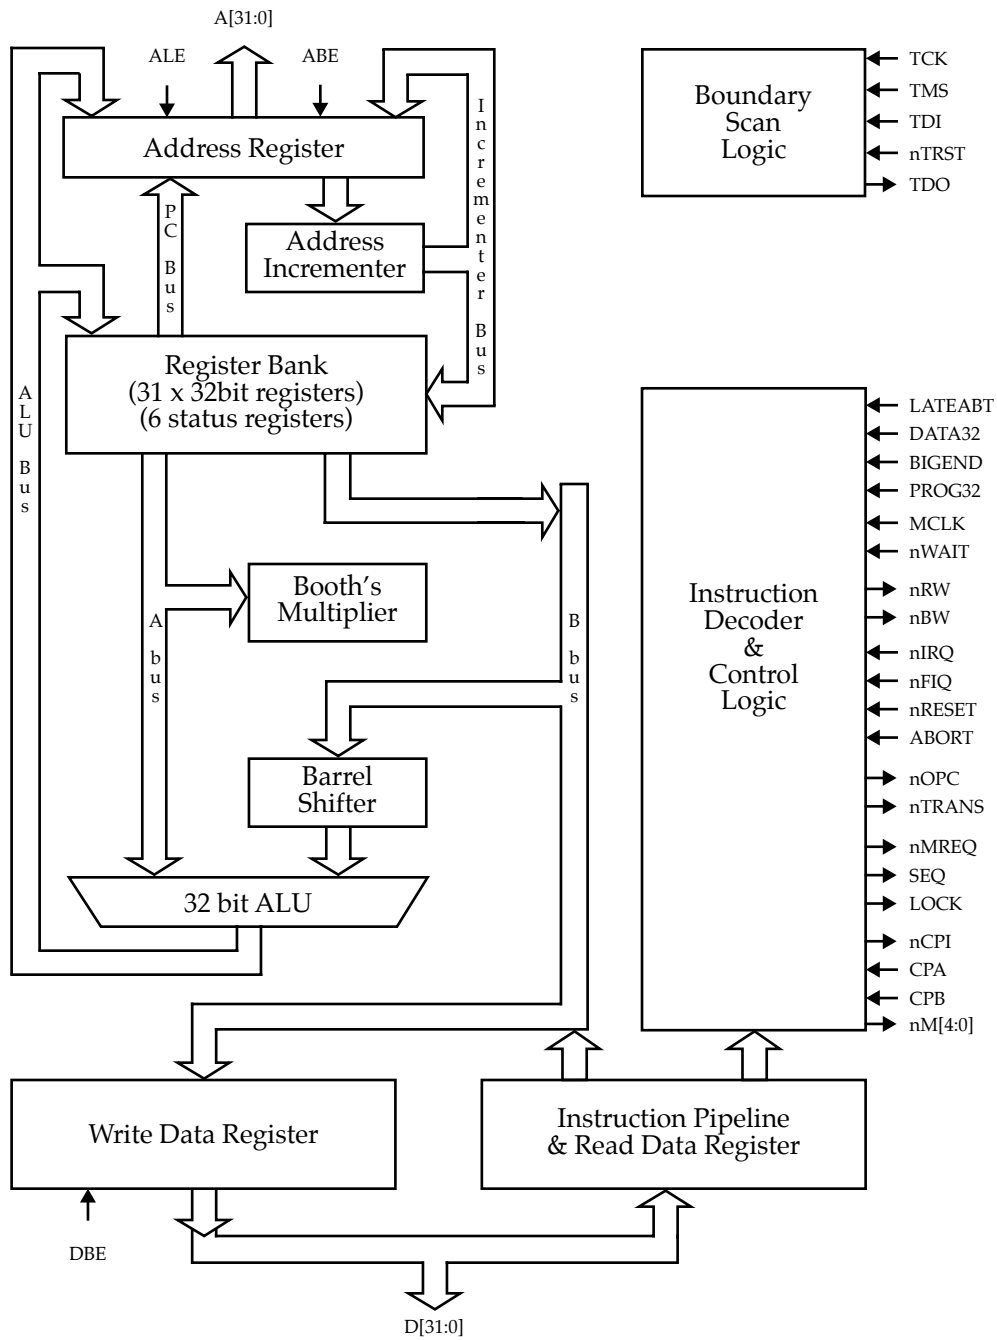 A[31:0]
ALE
ABE
Address Register
Incrementer Bus
PC Bus
Address
Incrementer
ALU Bus
Register Bank
(31 x 32bit registers)
(6 status registers)
A bus
Booth's
Multiplier
B bus
Barrel
Shifter
32 bit ALU
Write Data Register
DBE
Instruction Pipeline
& Read Data Register
D[31:0]
Boundary
Scan
Logic
TCK
TMS
TDI
nTRST
TDO
Instruction
Decoder
&
Control
Logic
LATEABT
DATA32
BIGEND
PROG32
MCLK
nWAIT
nRW
nBW
nIRQ
nFIQ
nRESET
ABORT
nOPC
nTRANS
nMREQ
SEQ
LOCK
nCPI
CPA
CPB
nM[4:0]